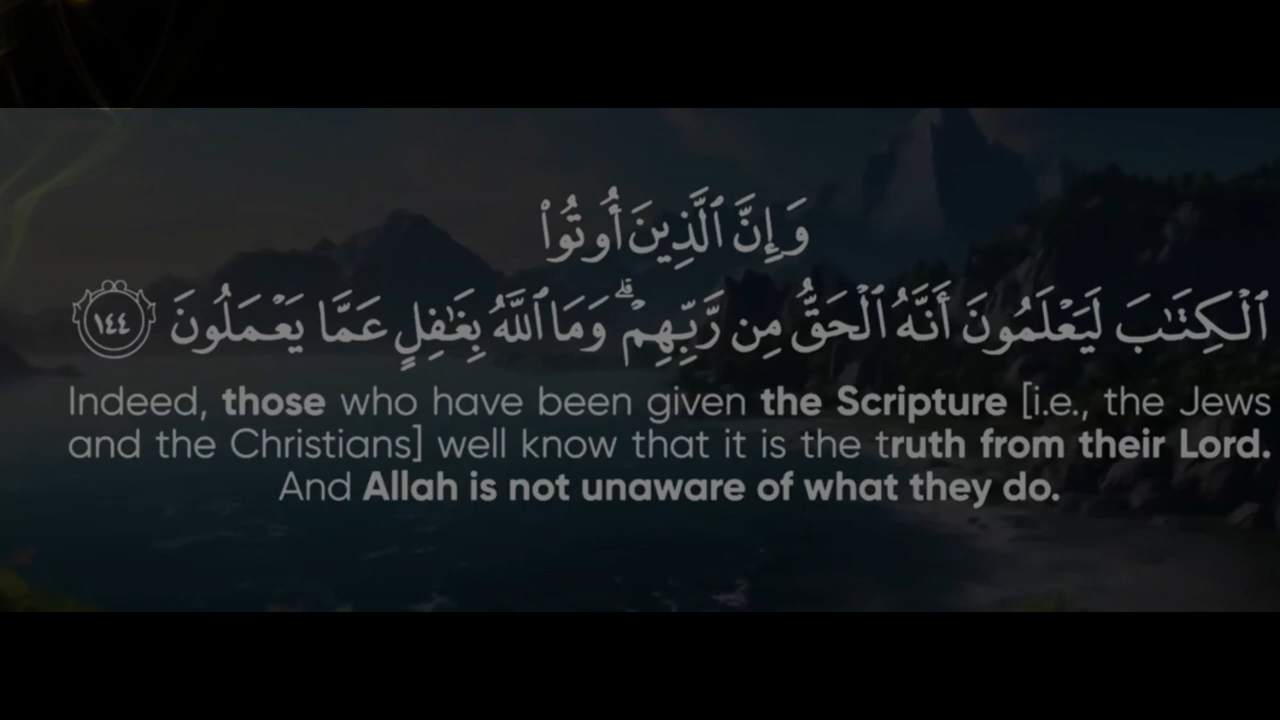 وَإِنَّ ٱلَّذِينَ أُوتُوا۟
ٱلْكِتَـٰبَ لَيَعْلَمُونَ أَنَّهُ ٱلْحَقُّ مِن رَّبِّهِمْ ۗ وَمَا ٱللَّهُ بِغَـٰفِلٍ عَمَّا يَعْمَلُونَ ١٤٤
Indeed, those who have been given the Scripture [i.e., the Jews
and the Christians] well know that it is the truth from their Lord.
And Allah is not unaware of what they do.